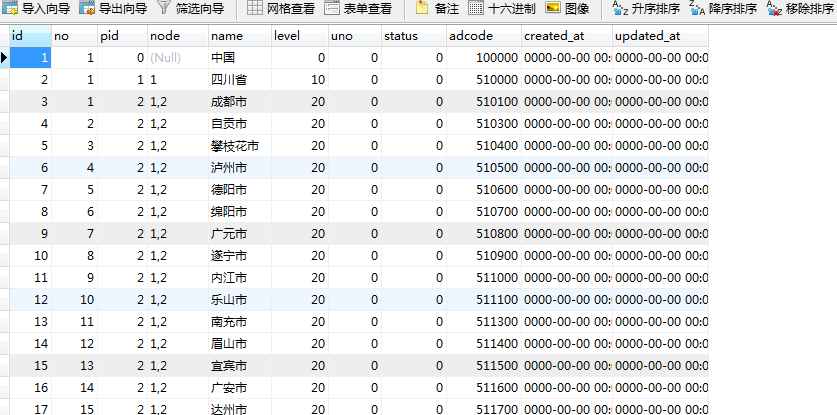 导入向导 导出向导 筛选向导 网格查看 表单查看 备注 十六进制 图像 升序排序 降序排序 移除排序
id no pid node name level uno status adcode created_at updated_at
1 1 0 (Null) 中国 0 0 0 100000 0000-00-00 00: 0000-00-00 00:0
2 1 1 1 四川省 10 0 0 510000 0000-00-00 00: 0000-00-00 00:0
3 1 2 1,2 成都市 20 0 0 510100 0000-00-00 00: 0000-00-00 00:0
4 2 2 1,2 自贡市 20 0 0 510300 0000-00-00 00: 0000-00-00 00:0
5 3 2 1,2 攀枝花市 20 0 0 510400 0000-00-00 00: 0000-00-00 00:0
6 4 2 1,2 泸州市 20 0 0 510500 0000-00-00 00: 0000-00-00 00:0
7 5 2 1,2 德阳市 20 0 0 510600 0000-00-00 00: 0000-00-00 00:0
8 6 2 1,2 绵阳市 20 0 0 510700 0000-00-00 00: 0000-00-00 00:0
9 7 2 1,2 广元市 20 0 0 510800 0000-00-00 00: 0000-00-00 00:0
10 8 2 1,2 遂宁市 20 0 0 510900 0000-00-00 00: 0000-00-00 00:0
11 9 2 1,2 内江市 20 0 0 511000 0000-00-00 00: 0000-00-00 00:0
12 10 2 1,2 乐山市 20 0 0 511100 0000-00-00 00: 0000-00-00 00:0
13 11 2 1,2 南充市 20 0 0 511300 0000-00-00 00: 0000-00-00 00:0
14 12 2 1,2 眉山市 20 0 0 511400 0000-00-00 00: 0000-00-00 00:0
15 13 2 1,2 宜宾市 20 0 0 511500 0000-00-00 00: 0000-00-00 00:0
16 14 2 1,2 广安市 20 0 0 511600 0000-00-00 00: 0000-00-00 00:0
17 15 2 1,2 达州市 20 0 0 511700 0000-00-00 00: 0000-00-00 00:0